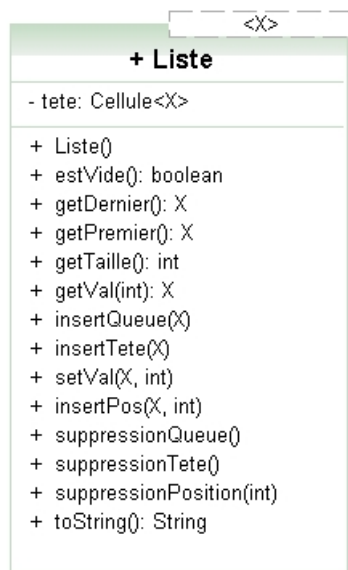 <X>
+ Liste
- tete: Cellule<X>
+ Liste()
+ estVide(): boolean
+ getDernier(): X
+ getPremier(): X
+ getTaille(): int
+ getVal(int): X
+ insertQueue(X)
+ insertTete(X)
+ setVal(X, int)
+ insertPos(X, int)
+ suppressionQueue()
+ suppressionTete()
+ suppressionPosition(int)
+ toString(): String